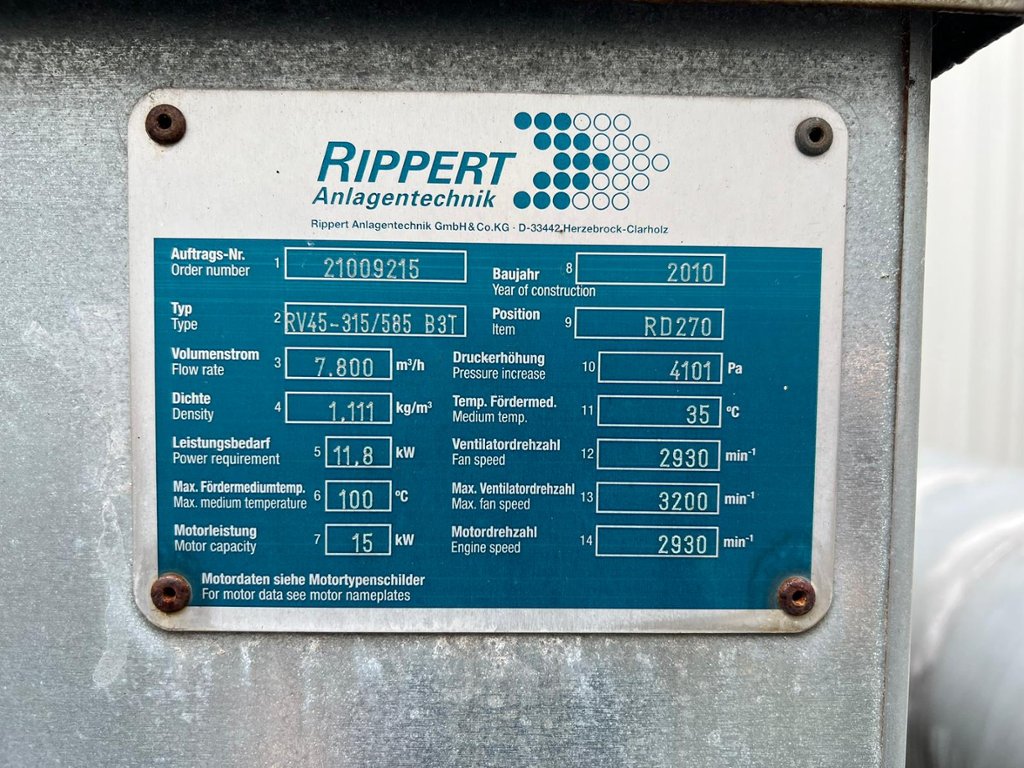 RIPPERT
Anlagentechnik
Rippert Anlagentechnik GmbH & Co.KG · D-33442 Herzebrock-Clarholz
Auftrags-Nr.
Order number 1 21009215
Baujahr
Year of construction 8 2010
Typ
Type 2 RV45-315/585 B3T
Position
Item 9 RD270
Volumenstrom
Flow rate 3 7.800 m³/h
Druckerhöhung
Pressure increase 10 4101 Pa
Dichte
Density 4 1,111 kg/m³
Temp. Fördermed.
Medium temp. 11 35 °C
Leistungsbedarf
Power requirement 5 11,8 kW
Ventilatordrehzahl
Fan speed 12 2930 min⁻¹
Max. Fördermediumtemp.
Max. medium temperature 6 100 °C
Max. Ventilatordrehzahl
Max. fan speed 13 3200 min⁻¹
Motorleistung
Motor capacity 7 15 kW
Motordrehzahl
Engine speed 14 2930 min⁻¹
Motordaten siehe Motortypenschilder
For motor data see motor nameplates